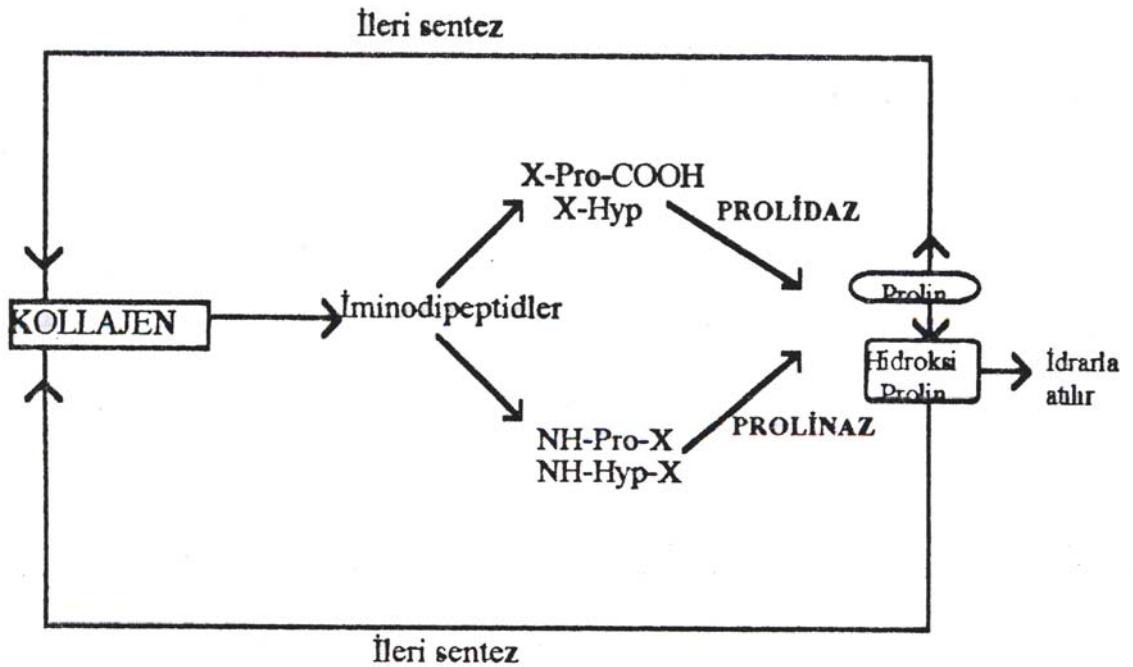 İleri sentez
X-Pro-COOH
X-Hyp
PROLİDAZ
Prolin
KOLLAJEN
İminodipeptidler
Hidroksi
Prolin
İdrarla
atılır
NH-Pro-X
NH-Hyp-X
PROLİNAZ
İleri sentez